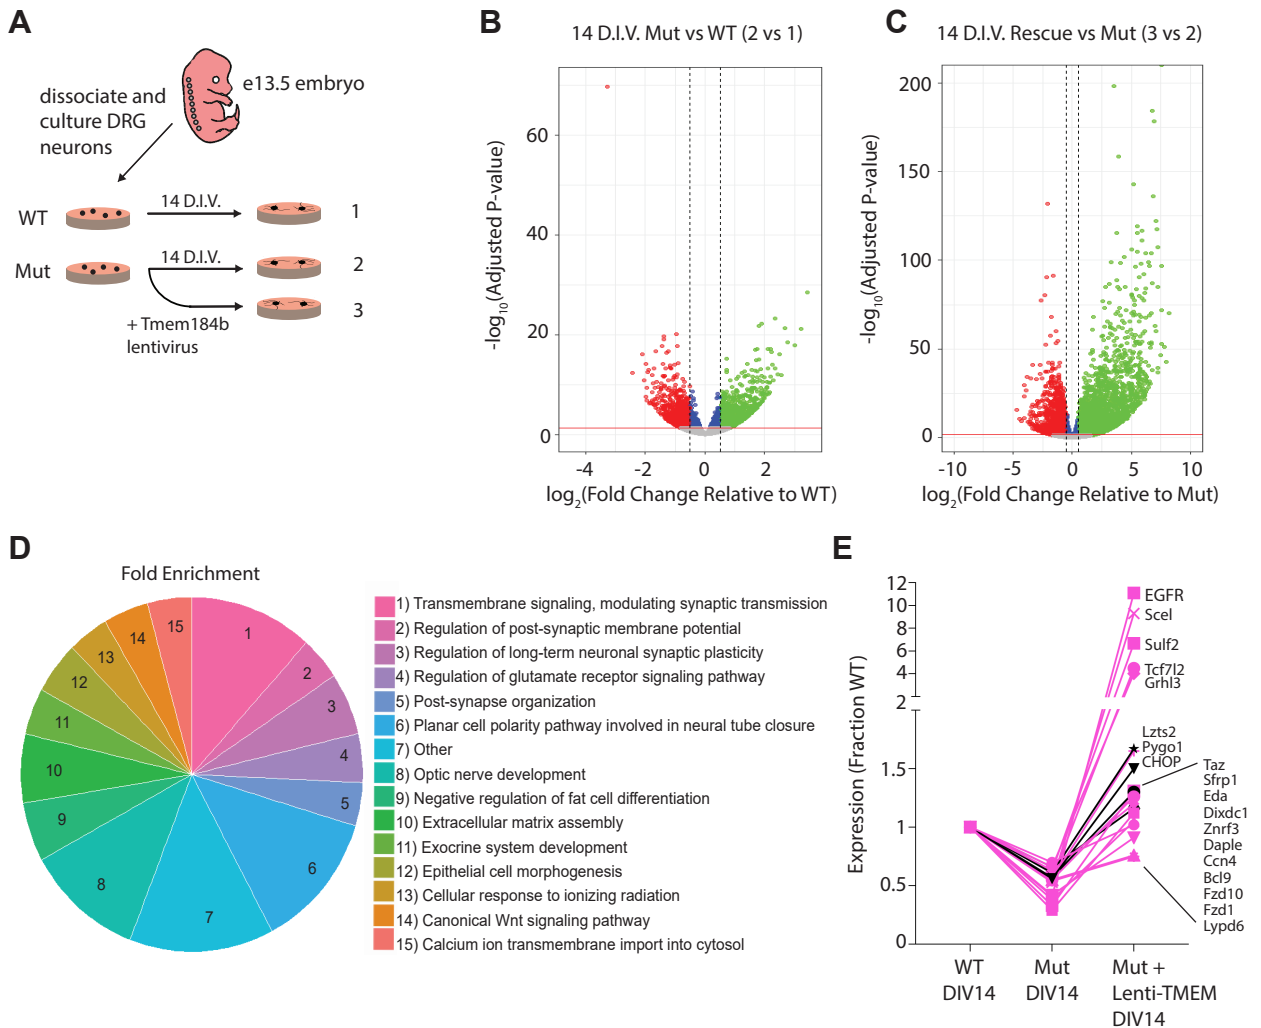 A
e13.5 embryo
dissociate and
culture DRG
neurons
WT
14 D.I.V.
1
Mut
14 D.I.V.
2
3
+ Tmem184b
lentivirus
B
14 D.I.V. Mut vs WT (2 vs 1)
-log10(Adjusted P-value)
60
40
20
0
-4 -2 0 2
log2(Fold Change Relative to WT)
C
14 D.I.V. Rescue vs Mut (3 vs 2)
-log10(Adjusted P-value)
200
150
100
50
0
-10 -5 0 5 10
log2(Fold Change Relative to Mut)
D
Fold Enrichment
1
2
3
4
5
6
7
8
9
10
11
12
13
14
15
1) Transmembrane signaling, modulating synaptic transmission
2) Regulation of post-synaptic membrane potential
3) Regulation of long-term neuronal synaptic plasticity
4) Regulation of glutamate receptor signaling pathway
5) Post-synapse organization
6) Planar cell polarity pathway involved in neural tube closure
7) Other
8) Optic nerve development
9) Negative regulation of fat cell differentiation
10) Extracellular matrix assembly
11) Exocrine system development
12) Epithelial cell morphogenesis
13) Cellular response to ionizing radiation
14) Canonical Wnt signaling pathway
15) Calcium ion transmembrane import into cytosol
E
Expression (Fraction WT)
12
10
8
6
4
2
1.5
1
0.5
0
EGFR
Scel
Sulf2
Tcf7l2
Grhl3
Lzts2
Pygo1
CHOP
Taz
Sfrp1
Eda
Dixdc1
Znrf3
Daple
Ccn4
Bcl9
Fzd10
Fzd1
Lypd6
WT
DIV14
Mut
DIV14
Mut +
Lenti-TMEM
DIV14